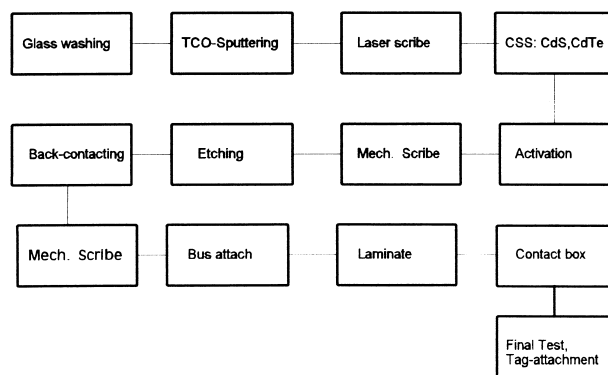 Glass washing
TCO-Sputtering
Laser scribe
CSS: CdS,CdTe
Back-contacting
Etching
Mech. Scribe
Activation
Mech. Scribe
Bus attach
Laminate
Contact box
Final Test,
Tag-attachment